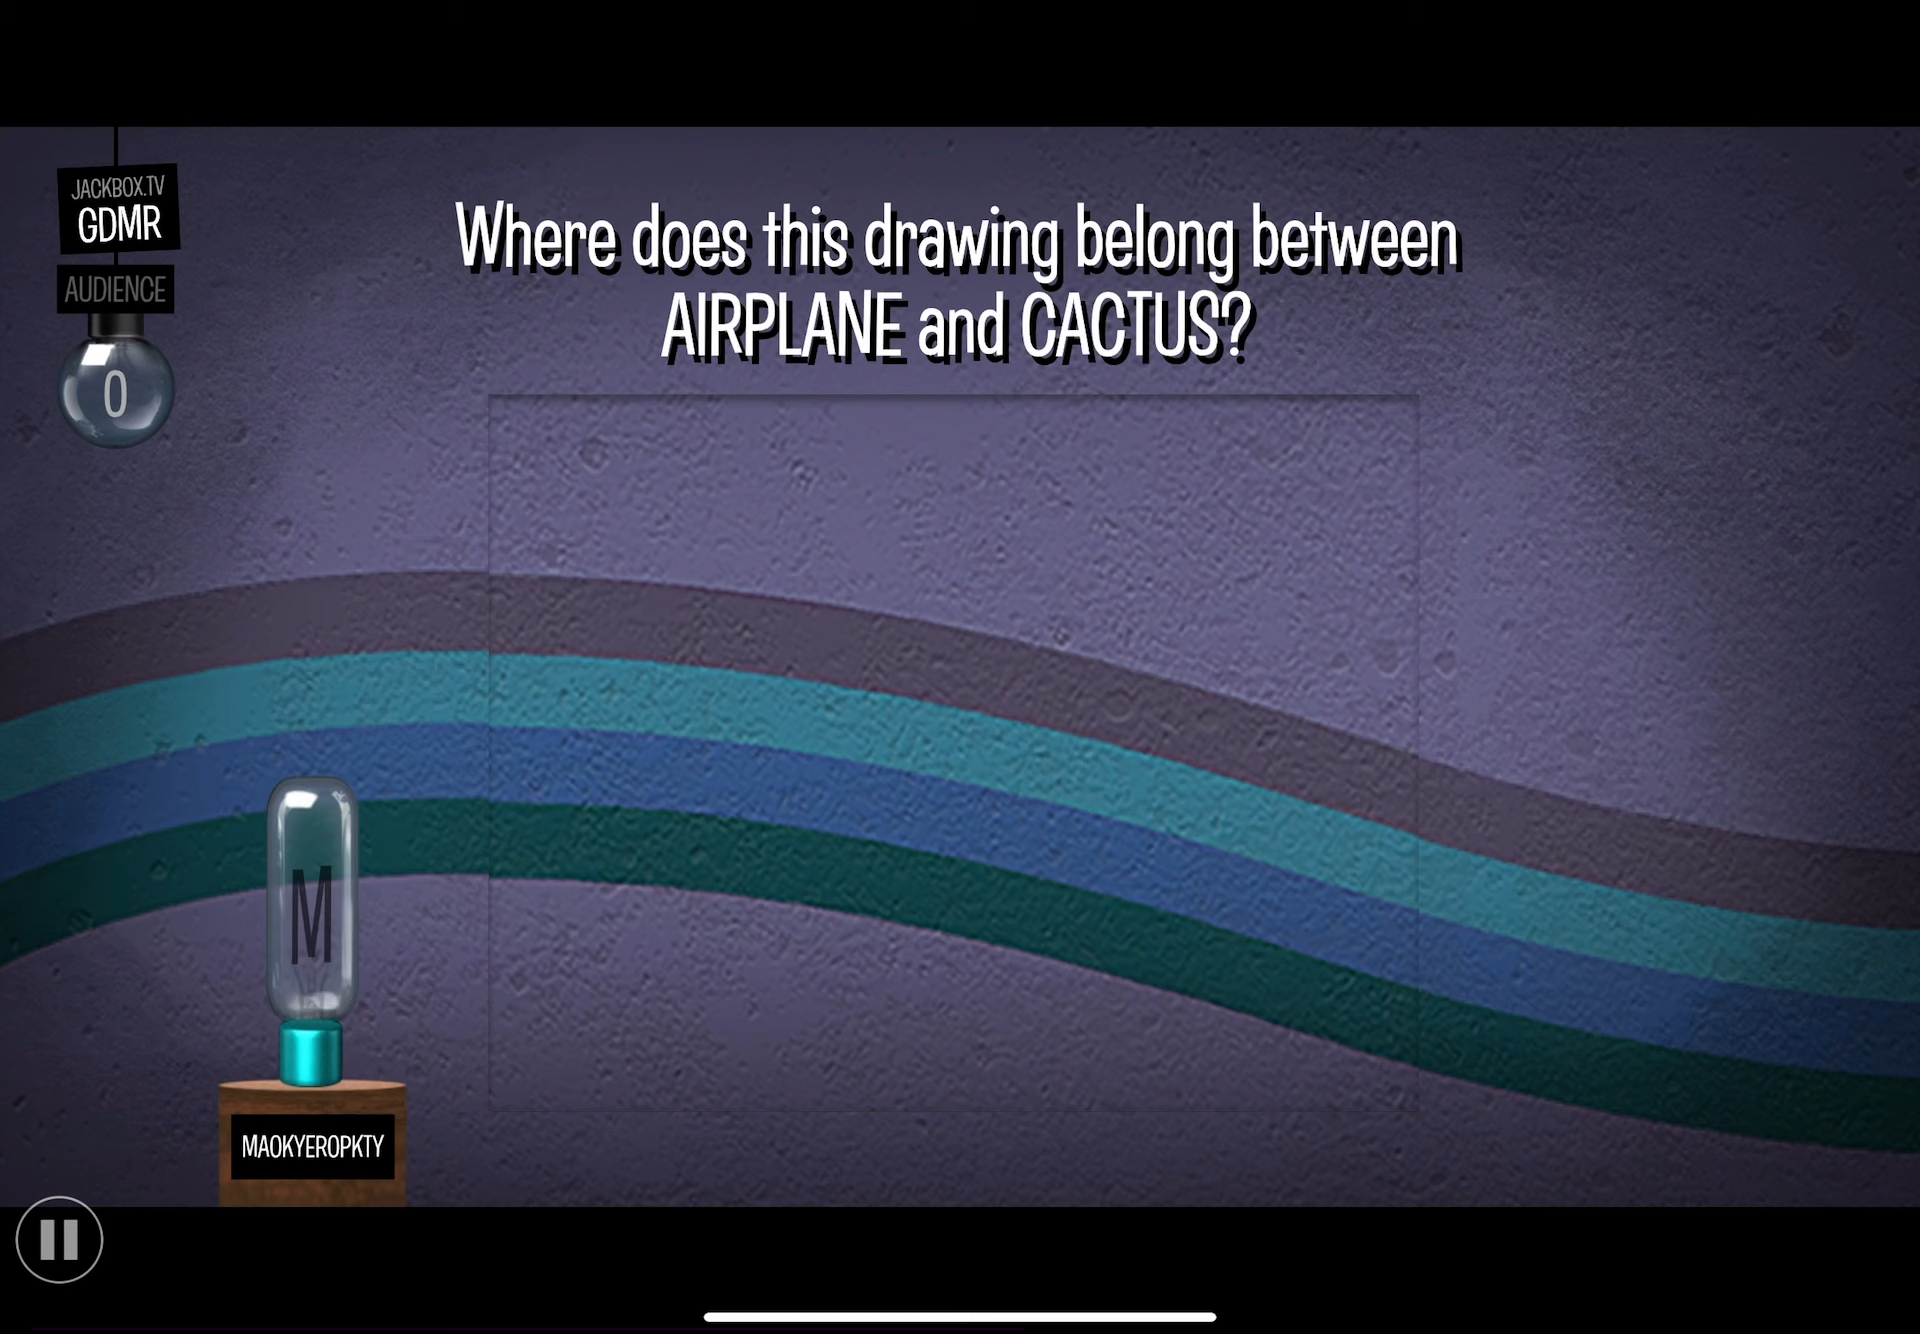 JACKBOX.TV
GDMR
AUDIENCE
0
Where does this drawing belong between
AIRPLANE and CACTUS?
M
MAOKYEROPKTY